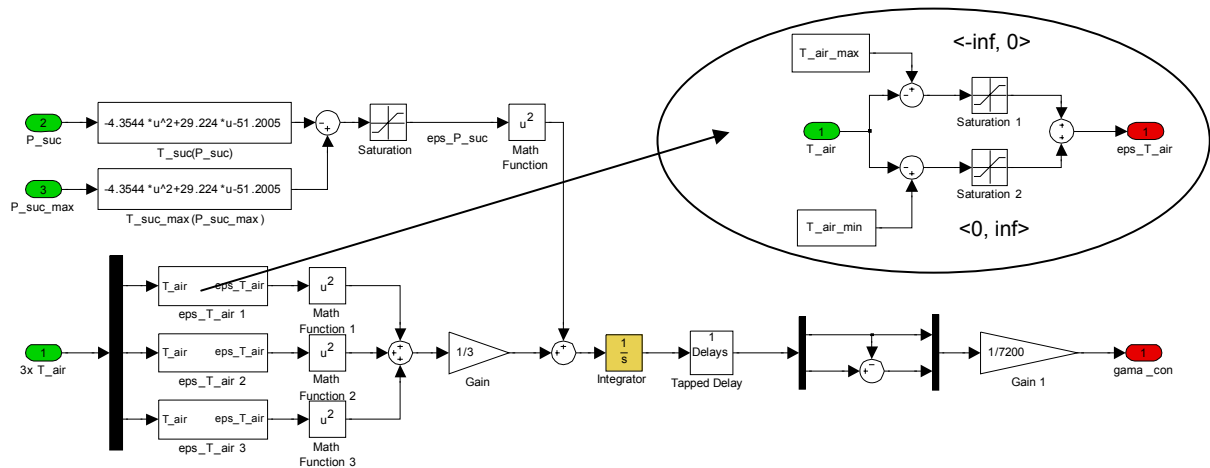 <-inf, 0>
T_air_max
Saturation 1
1
T_air
1
eps_T_air
Saturation 2
T_air_min
<0, inf>
2
P_suc
-4.3544 *u^2+29.224 *u-51.2005
T_suc(P_suc)
Saturation
eps_P_suc
u2
Math
Function
3
P_suc_max
-4.3544 *u^2+29.224 *u-51.2005
T_suc_max (P_suc_max )
1
3x T_air
T_air eps_T_air
eps_T_air 1
u2
Math
Function 1
T_air eps_T_air
eps_T_air 2
u2
Math
Function 2
T_air eps_T_air
eps_T_air 3
u2
Math
Function 3
1/3
Gain
1
s
Integrator
1
Delays
Tapped Delay
1/7200
Gain 1
1
gama _con